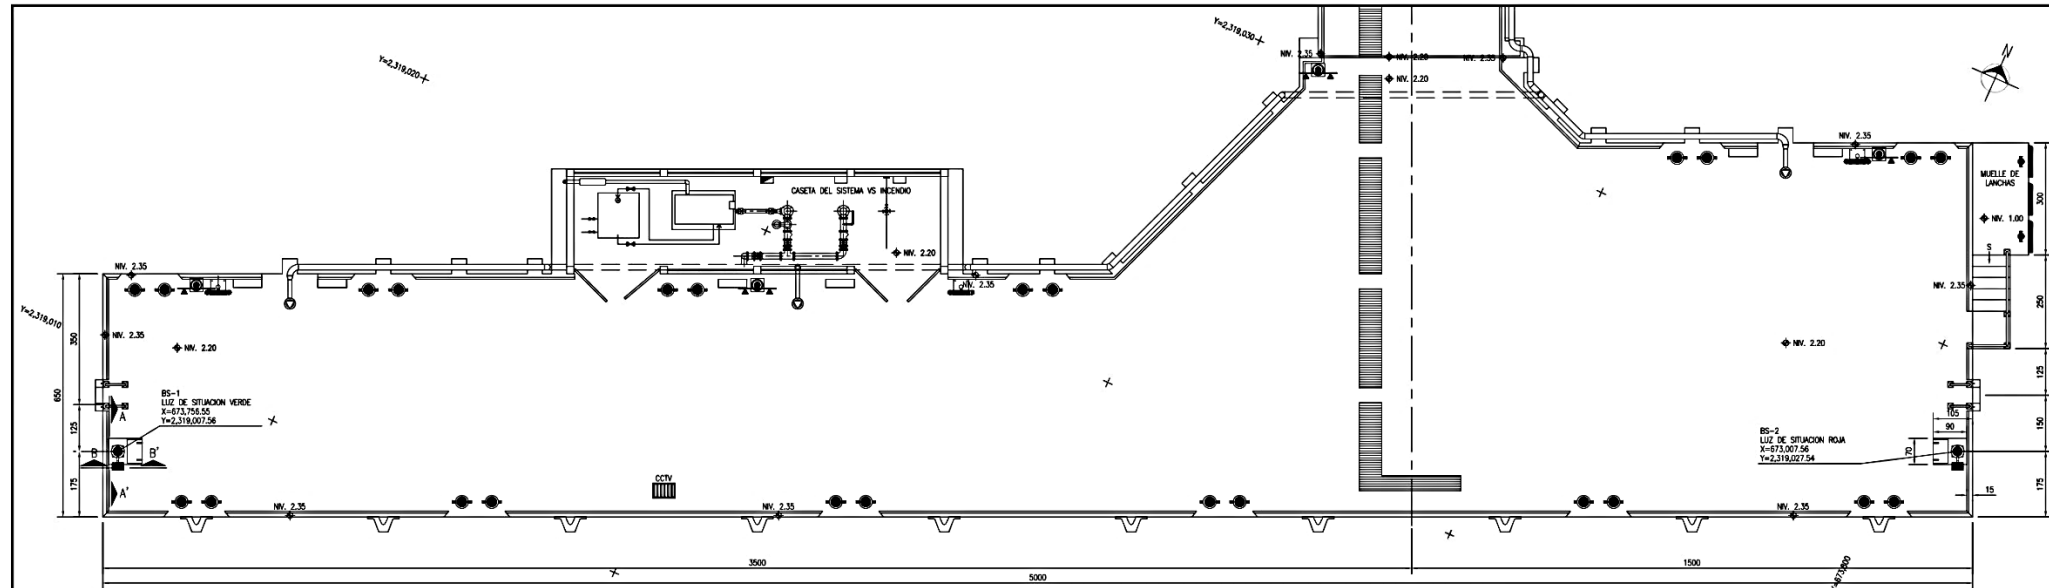 Y=2,319,030
N
NIV. 2.35
NIV. 2.20
NIV. 2.35
NIV. 2.20
Y=2,319,020
NIV. 2.35
MUELLE DE
LANCHAS
300
CASETA DEL SISTEMA VS INCENDIO
NIV. 1.00
NIV. 2.20
S
NIV. 2.35
NIV. 2.35
NIV. 2.35
250
Y=2,319,010
350
NIV. 2.35
NIV. 2.20
NIV. 2.20
125
650
BS-1
LUZ DE SITUACION VERDE
X=673,756.55
Y=2,319,007.56
A
125
105
150
90
BS-2
LUZ DE SITUACION ROJA
X=673,007.56
Y=2,319,027.54
70
B
B'
CCTV
A'
175
175
15
NIV. 2.35
NIV. 2.35
NIV. 2.35
3500
1500
5000